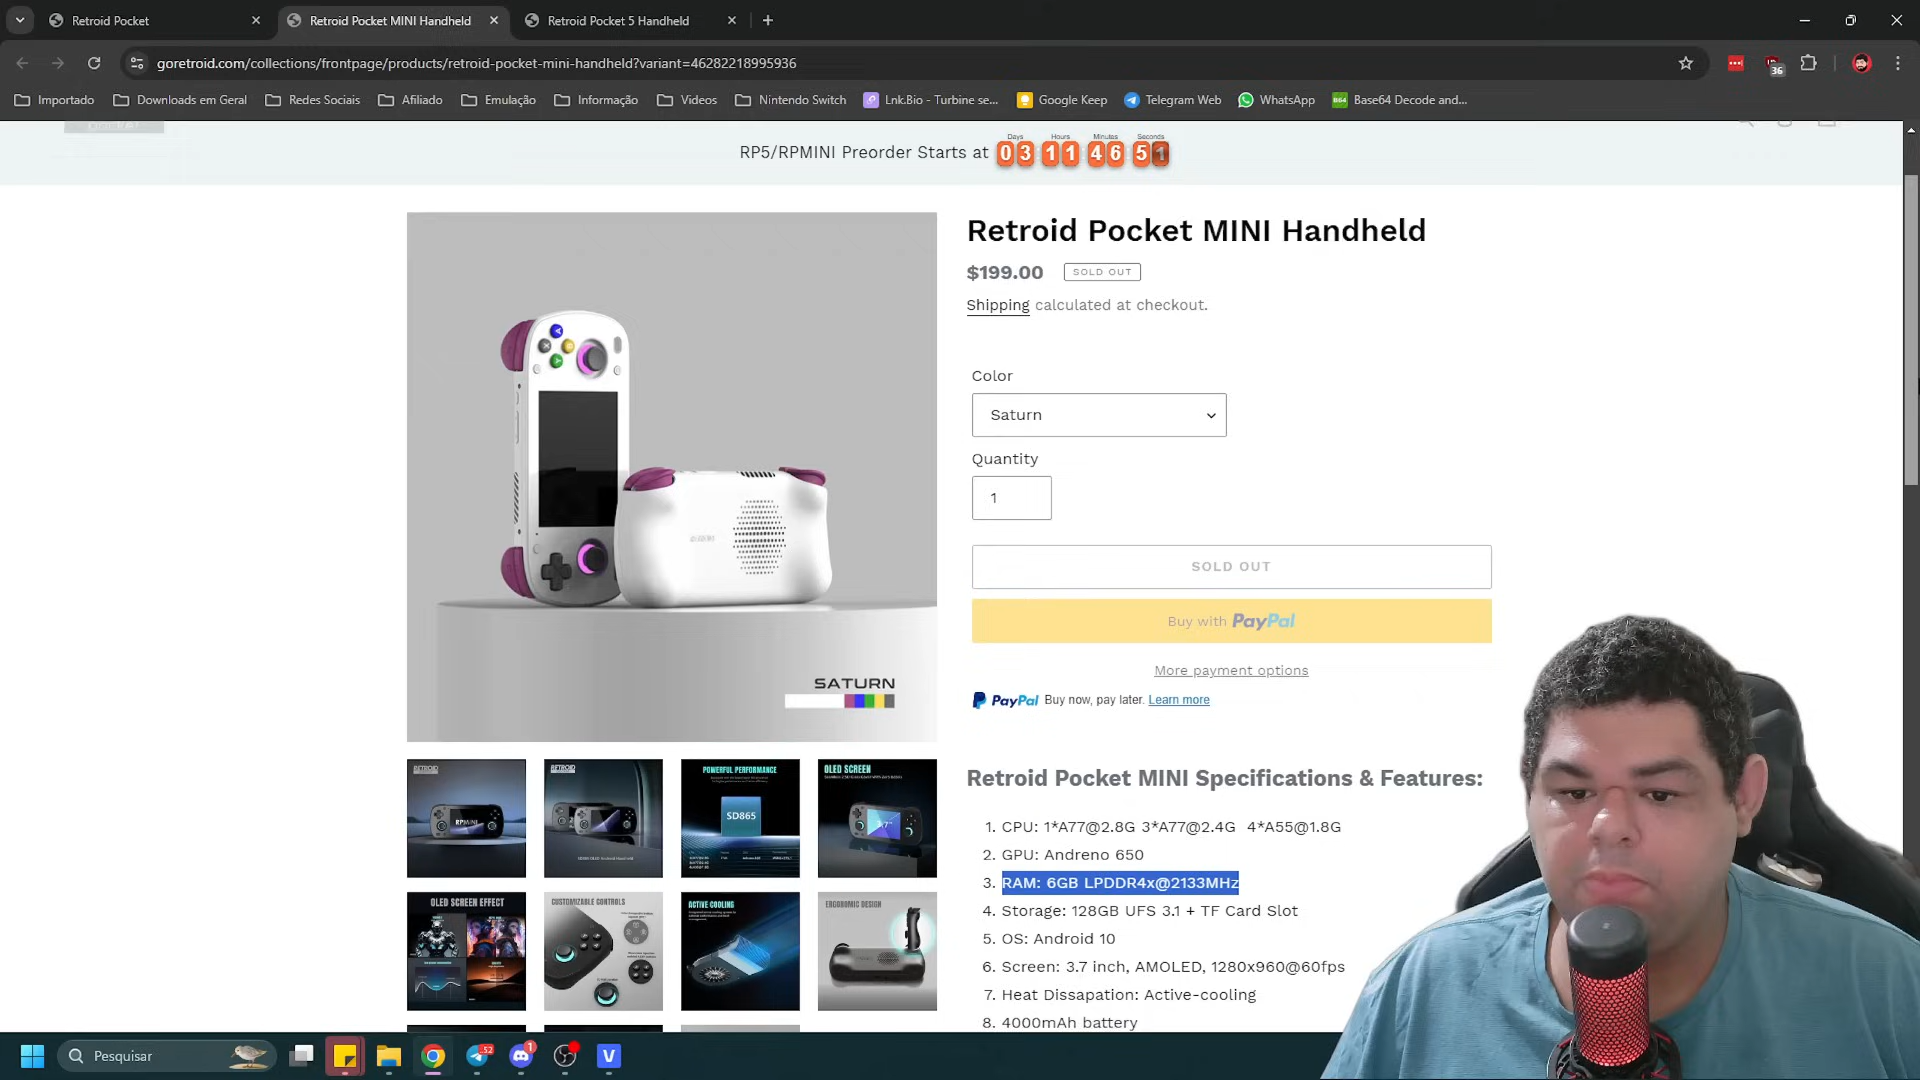 Retroid Pocket
Retroid Pocket MINI Handheld
Retroid Pocket 5 Handheld
goretroid.com/collections/frontpage/products/retroid-pocket-mini-handheld?variant=46282218995936
36
Importado
Downloads em Geral
Redes Sociais
Afiliado
Emulação
Informação
Videos
Nintendo Switch
Lnk.Bio - Turbine se...
Google Keep
Telegram Web
WhatsApp
Base64 Decode and...
Days Hours Minutes Seconds
RP5/RPMINI Preorder Starts at 03 11 46 51
Retroid Pocket MINI Handheld
$199.00 SOLD OUT
Shipping calculated at checkout.
Color
Saturn
Quantity
1
SOLD OUT
Buy with PayPal
More payment options
PayPal Buy now, pay later. Learn more
SATURN
Retroid Pocket MINI Specifications & Features:
1. CPU: 1*A77@2.8G 3*A77@2.4G 4*A55@1.8G
2. GPU: Andreno 650
3. RAM: 6GB LPDDR4x@2133MHz
4. Storage: 128GB UFS 3.1 + TF Card Slot
5. OS: Android 10
6. Screen: 3.7 inch, AMOLED, 1280x960@60fps
7. Heat Dissapation: Active-cooling
8. 4000mAh battery
RETROID
RPMINI
RETROID
POWERFUL PERFORMANCE
SD865
OLED SCREEN
3.7"
OLED SCREEN EFFECT
CUSTOMIZABLE CONTROLS
ACTIVE COOLING
ERGONOMIC DESIGN
Pesquisar
52
1